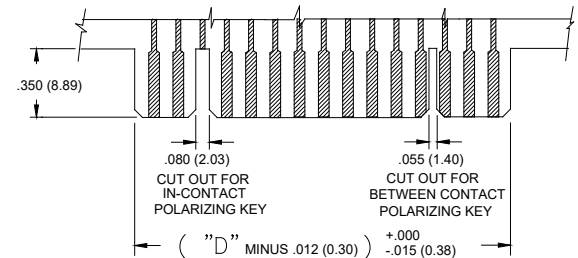 .350 (8.89)
.080 (2.03)
CUT OUT FOR
IN-CONTACT
POLARIZING KEY
.055 (1.40)
CUT OUT FOR
BETWEEN CONTACT
POLARIZING KEY
( "D" MINUS .012 (0.30) ) +.000
-.015 (0.38)